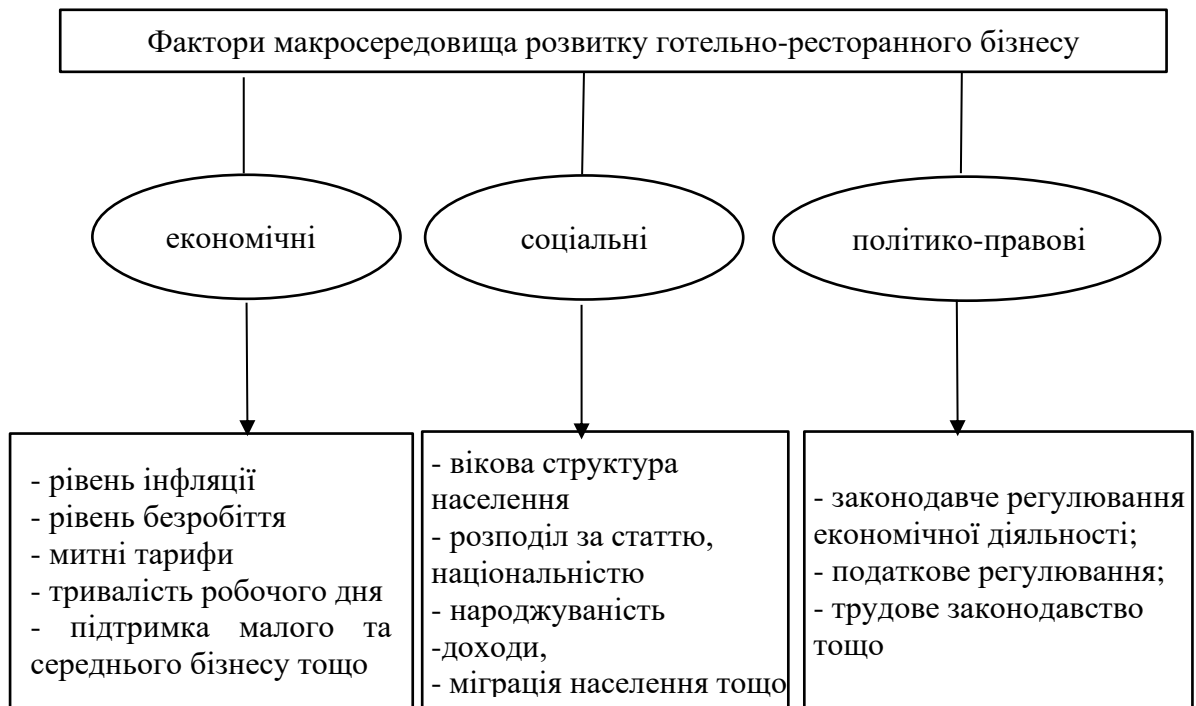 Фактори макросередовища розвитку готельно-ресторанного бізнесу
економічні
соціальні
політико-правові
- рівень інфляції
- рівень безробіття
- митні тарифи
- тривалість робочого дня
- підтримка малого та
середнього бізнесу тощо
- вікова структура
населення
- розподіл за статтю,
національністю
- народжуваність
-доходи,
- міграція населення тощо
- законодавче регулювання
економічної діяльності;
- податкове регулювання;
- трудове законодавство
тощо